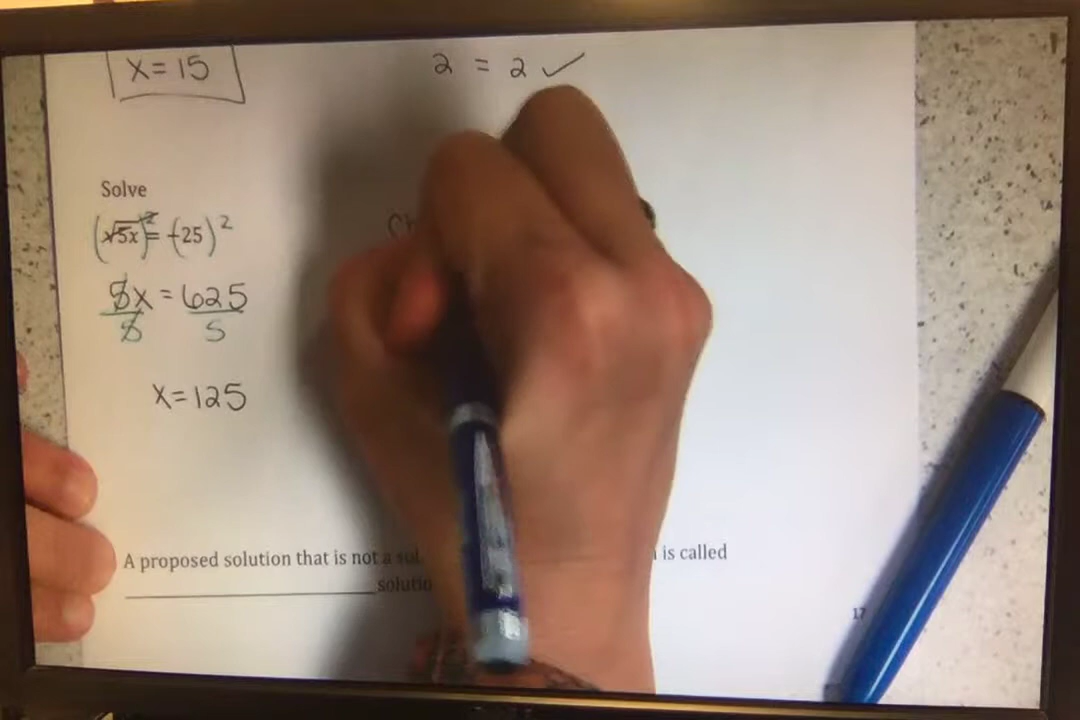 x=15
2 = 2 ✓
Solve
(√5x)² = (-25)²
Ch
5x = 625
5 5
x=125
A proposed solution that is not a sol is called
solutio
17